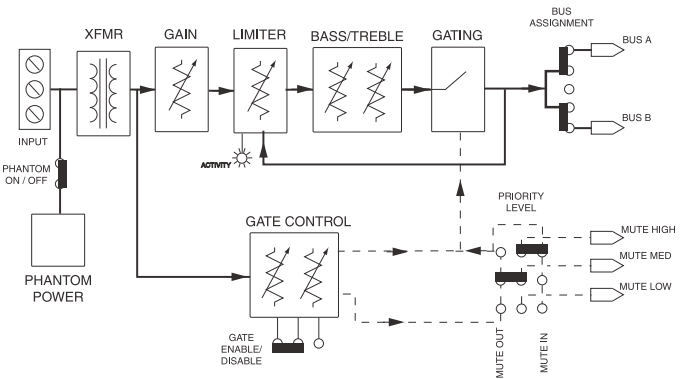 BUS
ASSIGNMENT
XFMR
GAIN
LIMITER
BASS/TREBLE
GATING
BUS A
BUS B
INPUT
ACTIVITY
PHANTOM
ON / OFF
PHANTOM
POWER
GATE CONTROL
GATE
ENABLE/
DISABLE
PRIORITY
LEVEL
MUTE HIGH
MUTE MED
MUTE LOW
MUTE OUT
MUTE IN